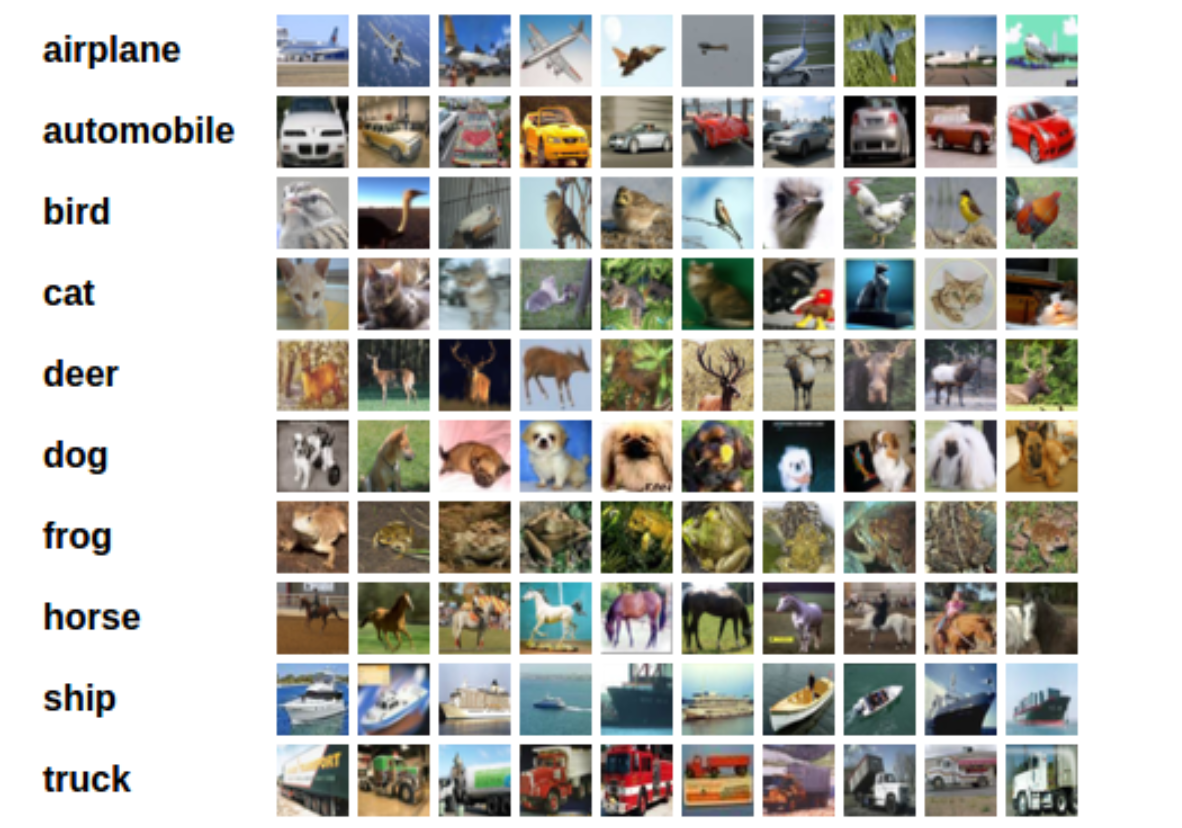 airplane
automobile
bird
cat
deer
dog
frog
horse
ship
truck